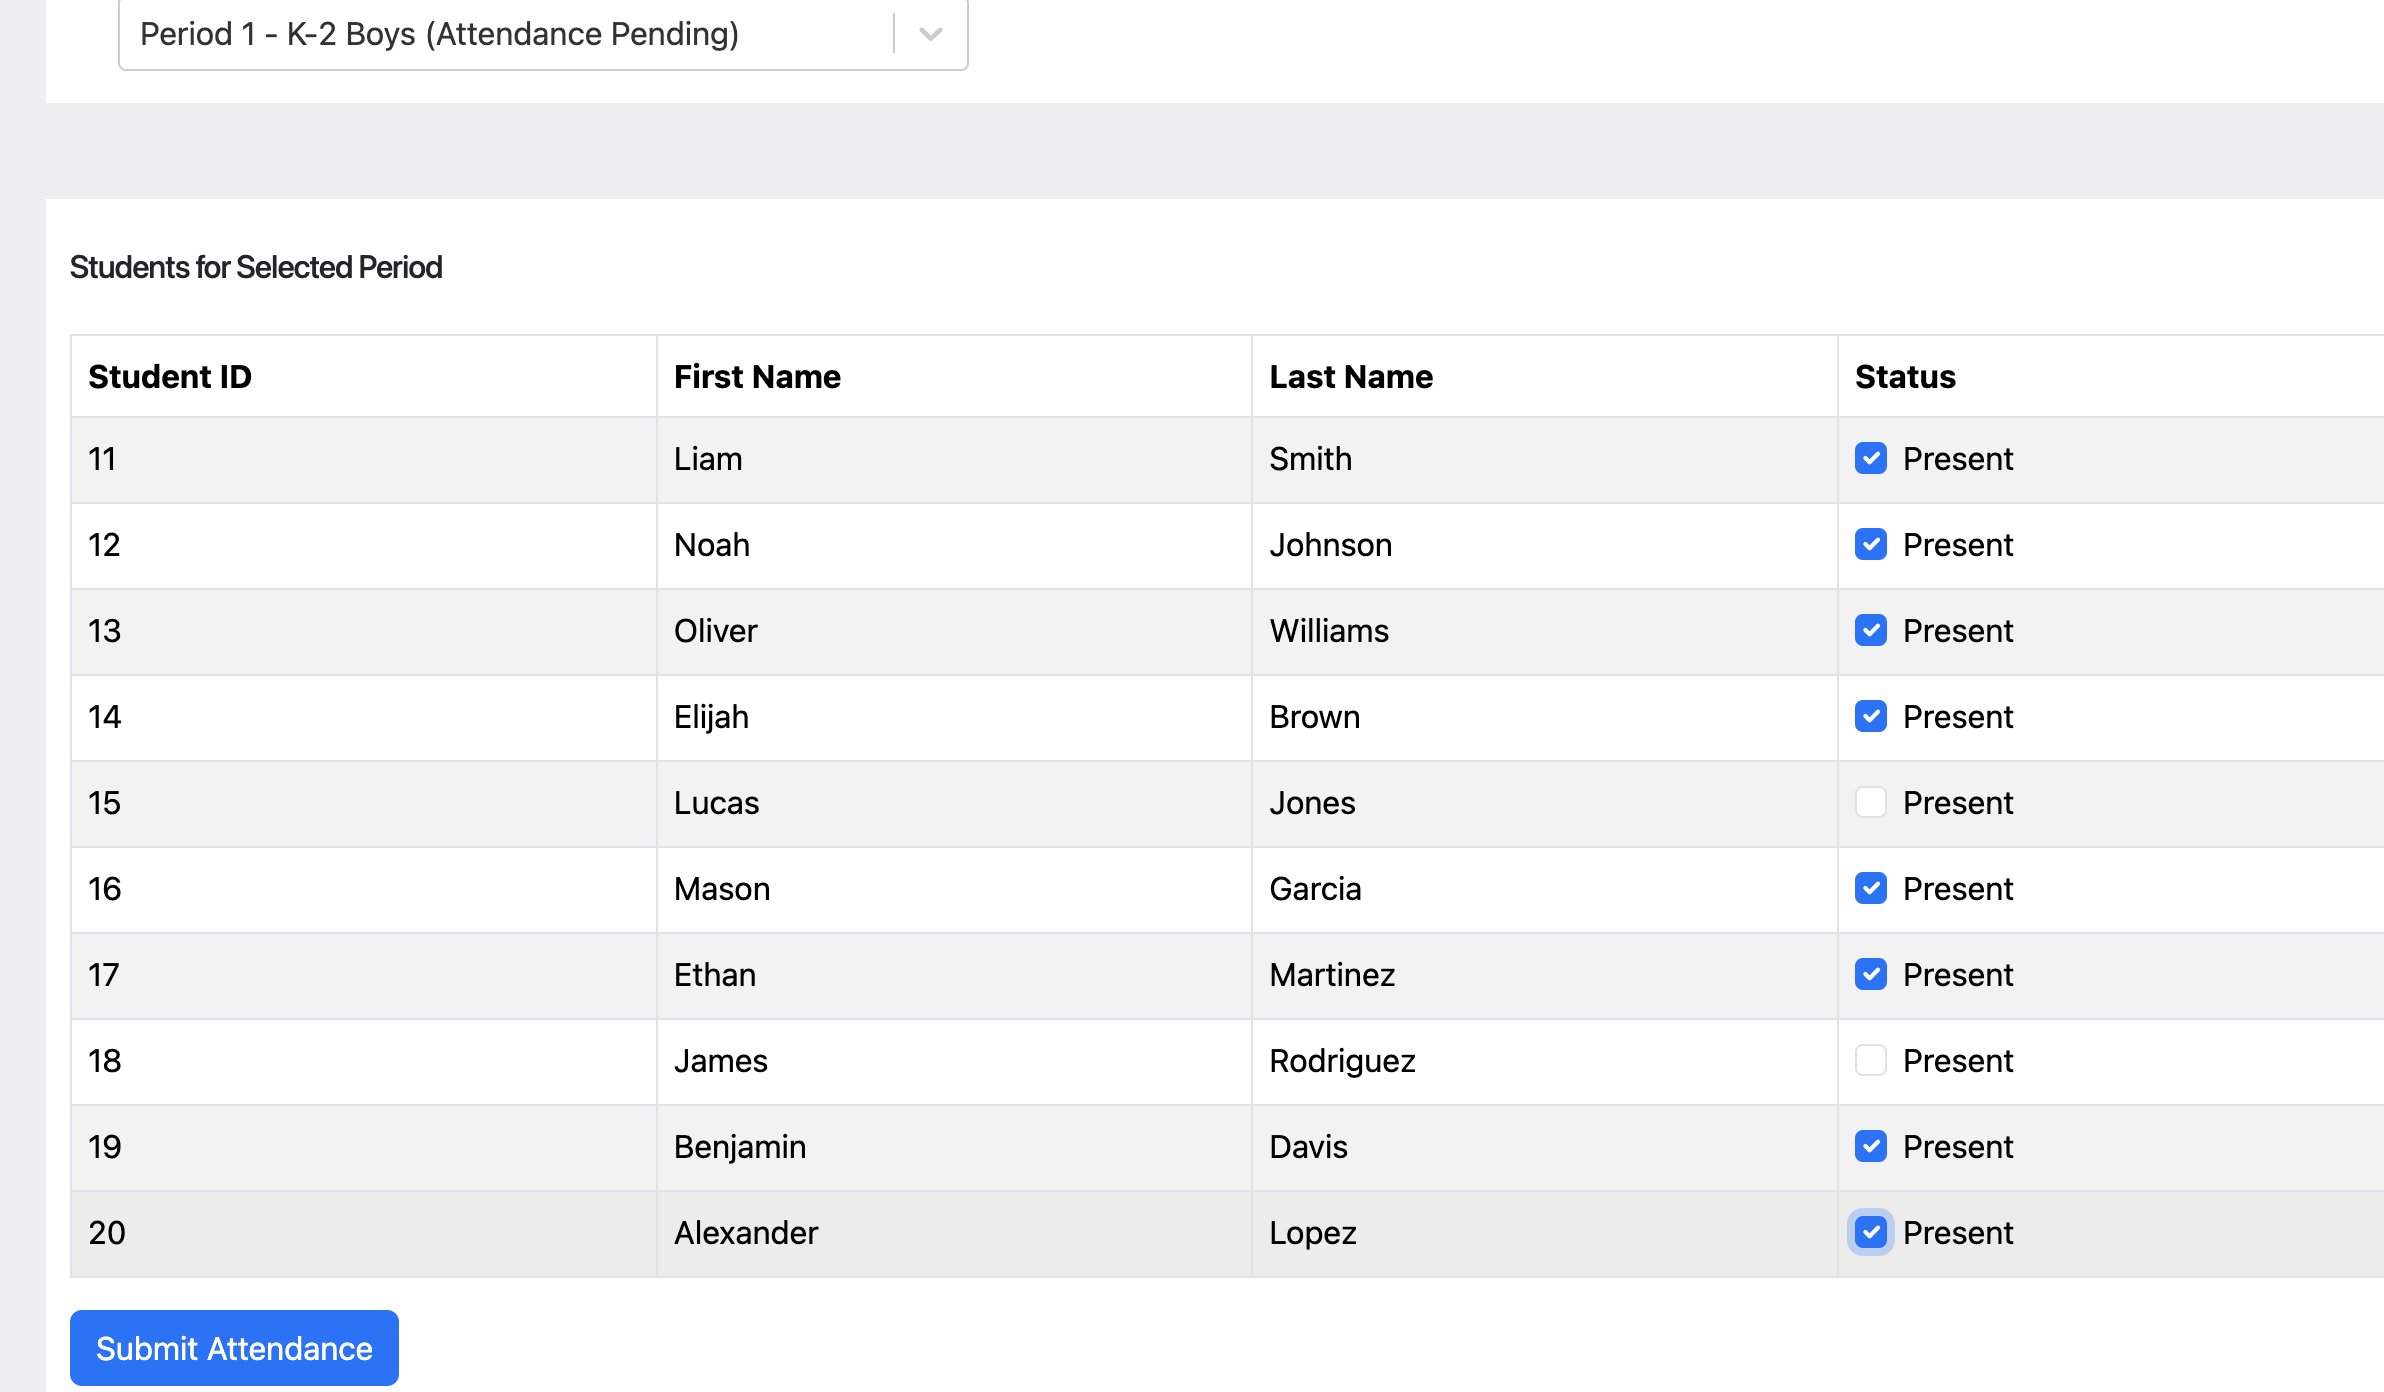 Period 1 - K-2 Boys (Attendance Pending)
Students for Selected Period
Student ID First Name Last Name Status
11 Liam Smith Present
12 Noah Johnson Present
13 Oliver Williams Present
14 Elijah Brown Present
15 Lucas Jones Present
16 Mason Garcia Present
17 Ethan Martinez Present
18 James Rodriguez Present
19 Benjamin Davis Present
20 Alexander Lopez Present
Submit Attendance